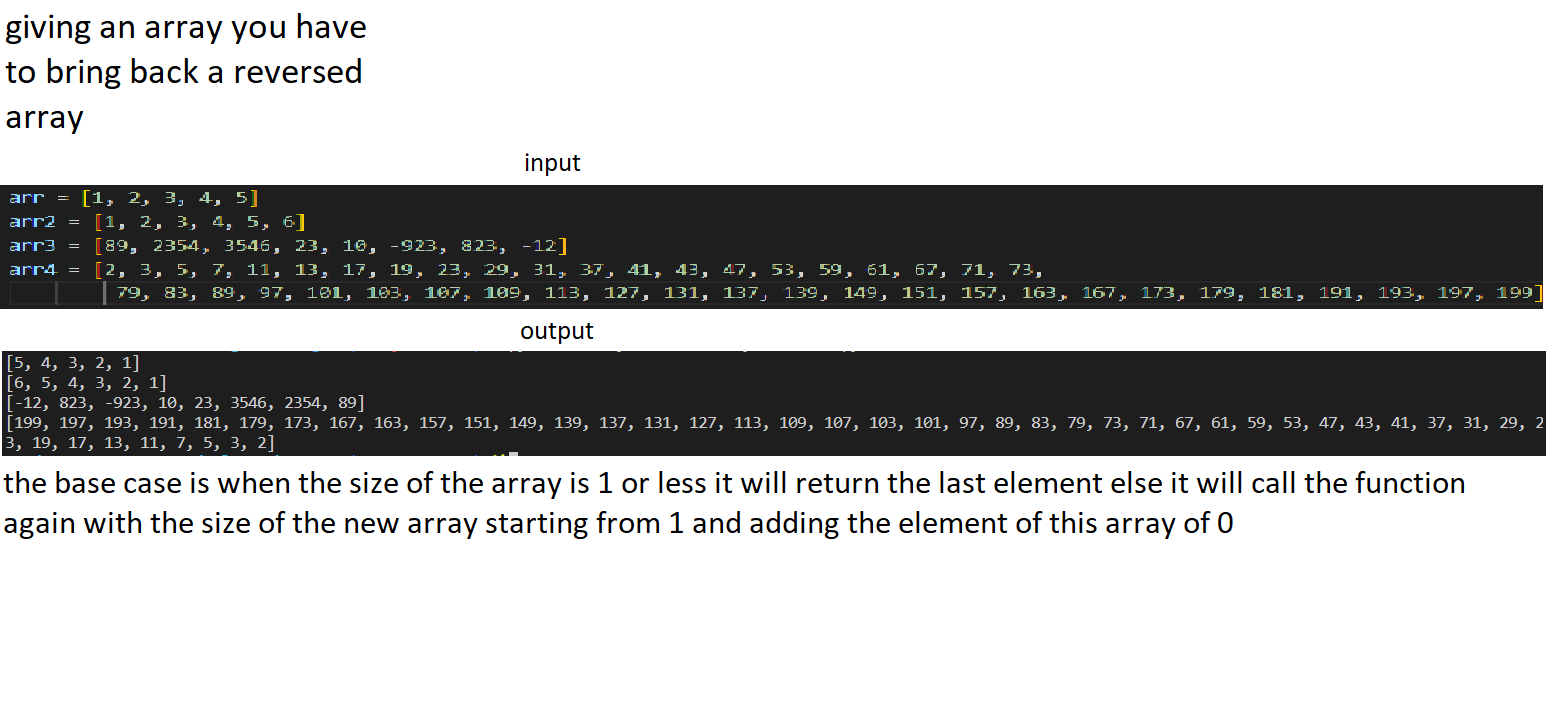 giving an array you have
to bring back a reversed
array
input
arr = [1, 2, 3, 4, 5]
arr2 = [1, 2, 3, 4, 5, 6]
arr3 = [89, 2354, 3546, 23, 10, -923, 823, -12]
arr4 = [2, 3, 5, 7, 11, 13, 17, 19, 23, 29, 31, 37, 41, 43, 47, 53, 59, 61, 67, 71, 73,
79, 83, 89, 97, 101, 103, 107, 109, 113, 127, 131, 137, 139, 149, 151, 157, 163, 167, 173, 179, 181, 191, 193, 197, 199]
output
[5, 4, 3, 2, 1]
[6, 5, 4, 3, 2, 1]
[-12, 823, -923, 10, 23, 3546, 2354, 89]
[199, 197, 193, 191, 181, 179, 173, 167, 163, 157, 151, 149, 139, 137, 131, 127, 113, 109, 107, 103, 101, 97, 89, 83, 79, 73, 71, 67, 61, 59, 53, 47, 43, 41, 37, 31, 29, 2
3, 19, 17, 13, 11, 7, 5, 3, 2]
the base case is when the size of the array is 1 or less it will return the last element else it will call the function
again with the size of the new array starting from 1 and adding the element of this array of 0